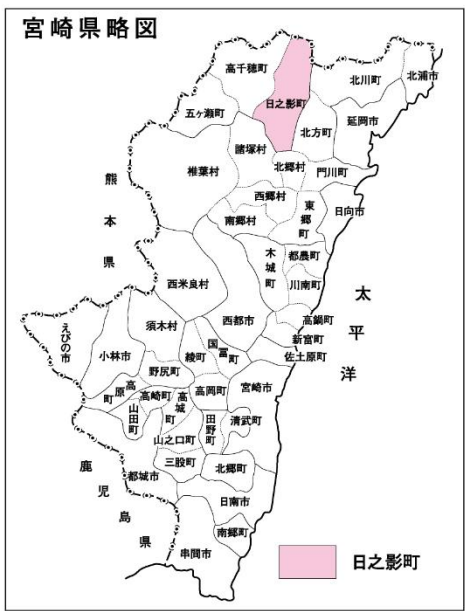 宮崎県略図
高千穂町
日之影町
北川町
北浦市
五ヶ瀬町
延岡市
北方町
諸塚村
北郷村
門川町
椎葉村
西郷村
東郷町
日向市
南郷村
熊本県
木城町
都農町
川南町
西米良村
太平洋
西都市
高鍋町
新富町
佐土原町
えびの市
須木村
小林市
綾町
国富町
野尻町
高原町
高崎町
高城町
高岡町
宮崎市
山田町
田野町
清武町
山之口町
三股町
都城市
北郷町
鹿児島県
日南市
南郷町
串間市
日之影町